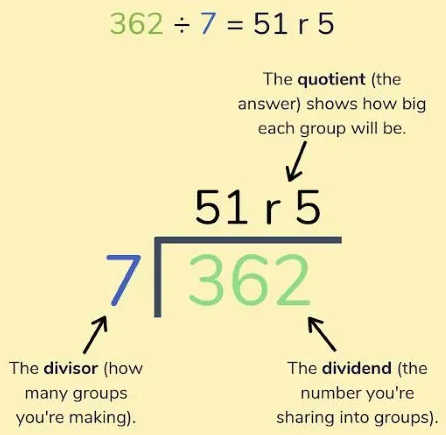 362 ÷ 7 = 51 r 5
The quotient (the
answer) shows how big
each group will be.
51 r 5
7 362
The divisor (how
many groups
you're making).
The dividend (the
number you're
sharing into groups).